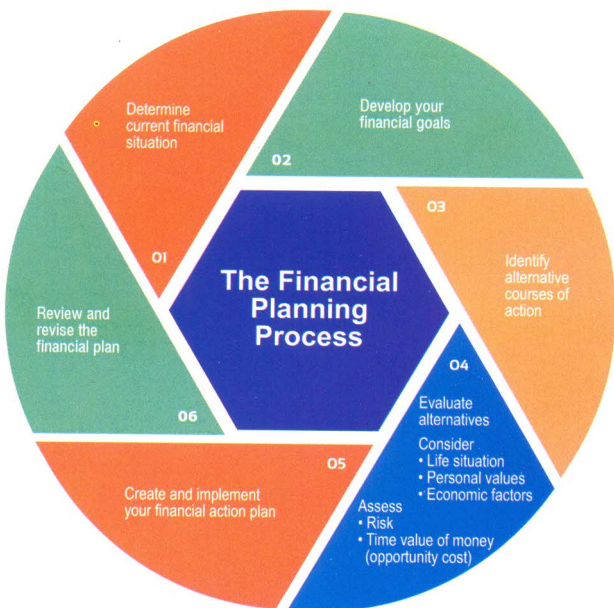 The Financial
Planning
Process
01
Determine
current financial
situation
02
Develop your
financial goals
03
Identify
alternative
courses of
action
04
Evaluate
alternatives
Consider
• Life situation
• Personal values
• Economic factors
Assess
• Risk
• Time value of money
(opportunity cost)
05
Create and implement
your financial action plan
06
Review and
revise the
financial plan